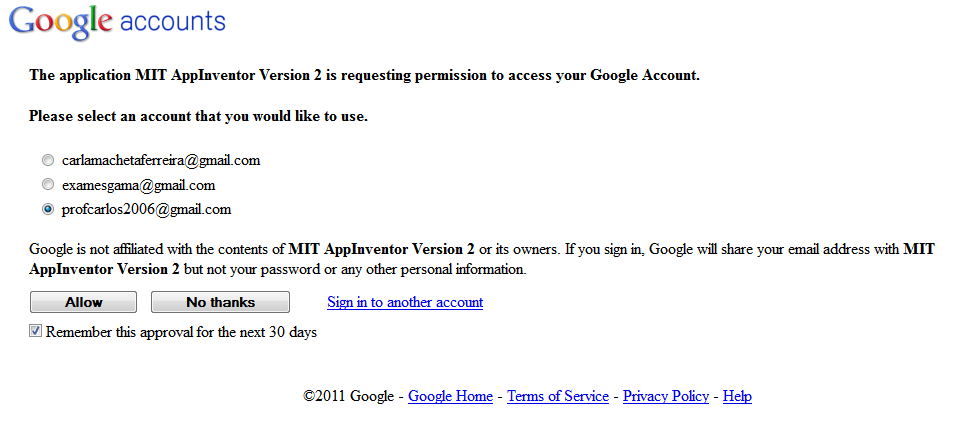 Google accounts
The application MIT AppInventor Version 2 is requesting permission to access your Google Account.
Please select an account that you would like to use.
carlamachetaferreira@gmail.com
examesgama@gmail.com
profcarlos2006@gmail.com
Google is not affiliated with the contents of MIT AppInventor Version 2 or its owners. If you sign in, Google will share your email address with MIT
AppInventor Version 2 but not your password or any other personal information.
Allow No thanks Sign in to another account
Remember this approval for the next 30 days
©2011 Google - Google Home - Terms of Service - Privacy Policy - Help